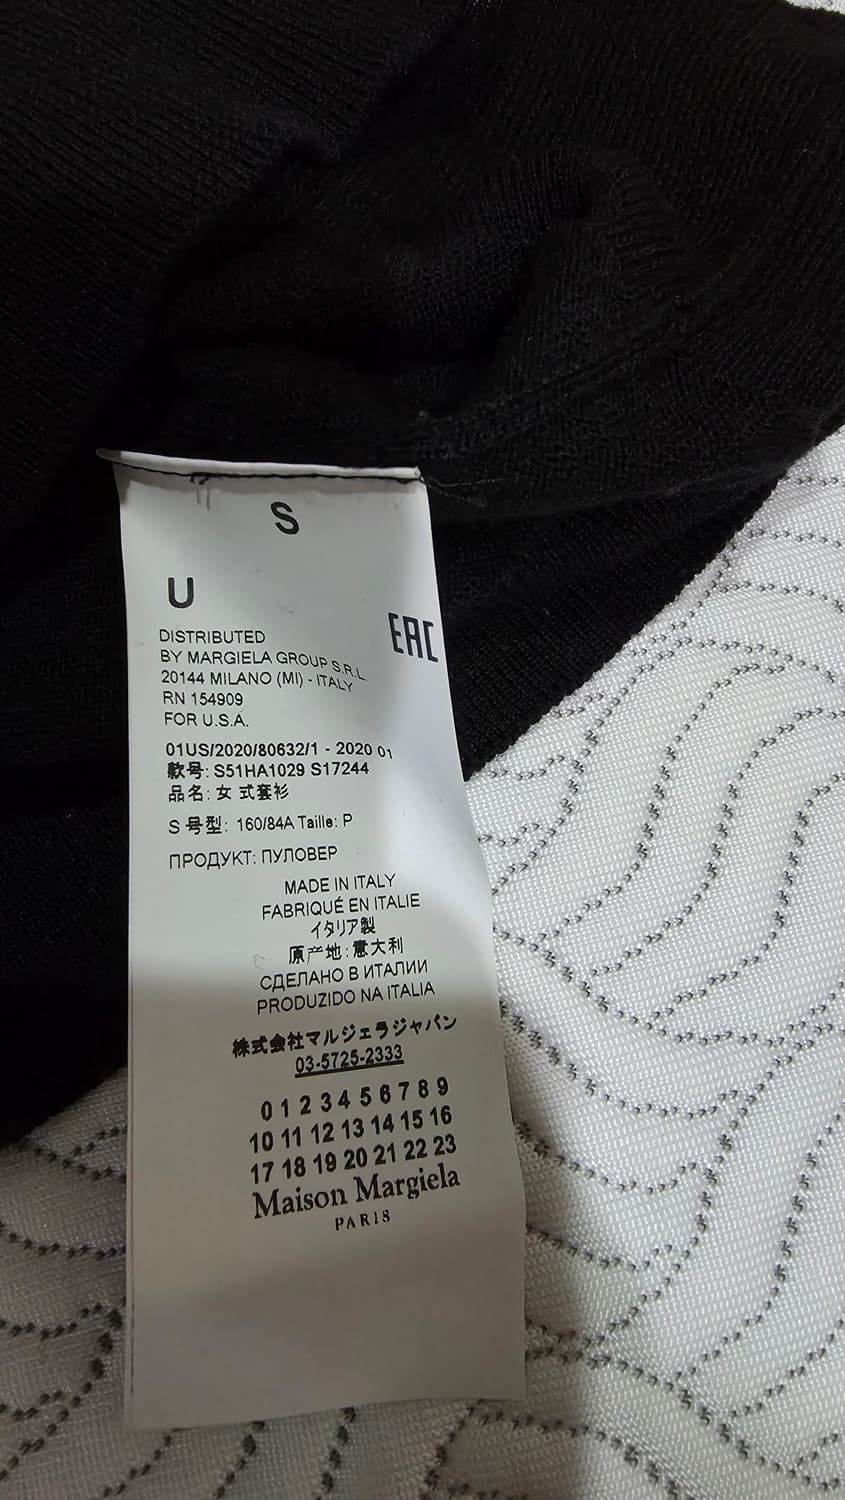 S
U
EAC
DISTRIBUTED
BY MARGIELA GROUP S.R.L.
20144 MILANO (MI) - ITALY
RN 154909
FOR U.S.A.
01US/2020/80632/1 - 2020 01
款号: S51HA1029 S17244
品名: 女 式套衫
S 号型: 160/84A Taille: P
ПРОДУКТ: ПУЛОВЕР
MADE IN ITALY
FABRIQUÉ EN ITALIE
イタリア製
原产地: 意大利
СДЕЛАНО В ИТАЛИИ
PRODUZIDO NA ITALIA
株式会社マルジェラジャパン
03-5725-2333
0 1 2 3 4 5 6 7 8 9
10 11 12 13 14 15 16
17 18 19 20 21 22 23
Maison Margiela
PARIS